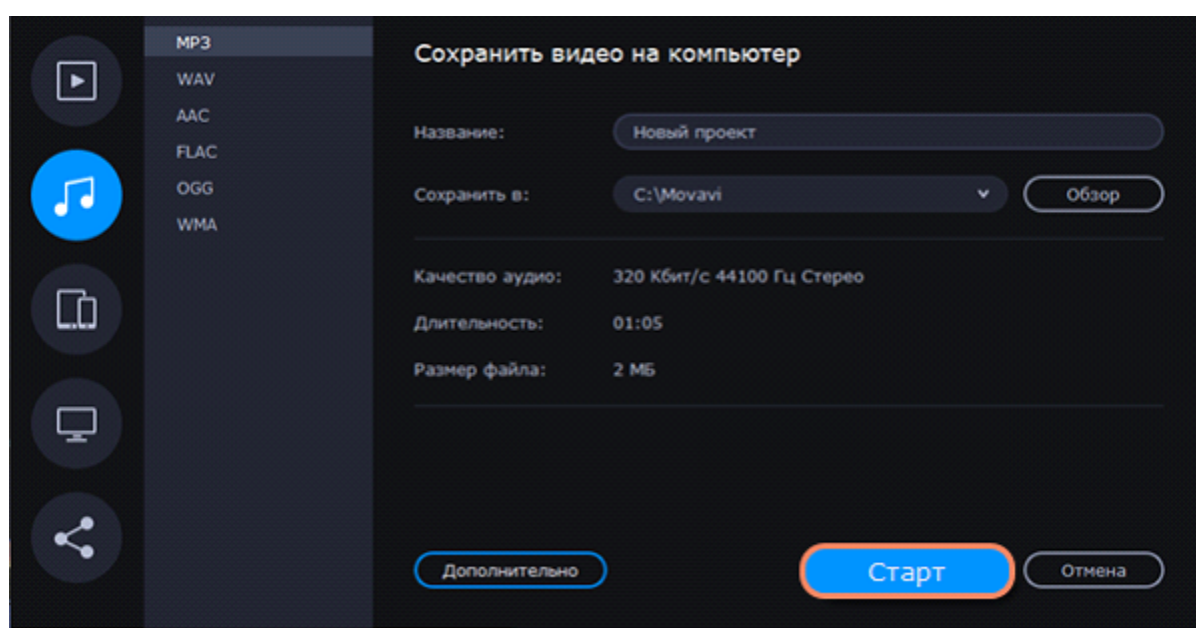 MP3
WAV
AAC
FLAC
OGG
WMA
Сохранить видео на компьютер
Название: Новый проект
Сохранить в: C:\Movavi Обзор
Качество аудио: 320 Кбит/с 44100 Гц Стерео
Длительность: 01:05
Размер файла: 2 МБ
Дополнительно Старт Отмена